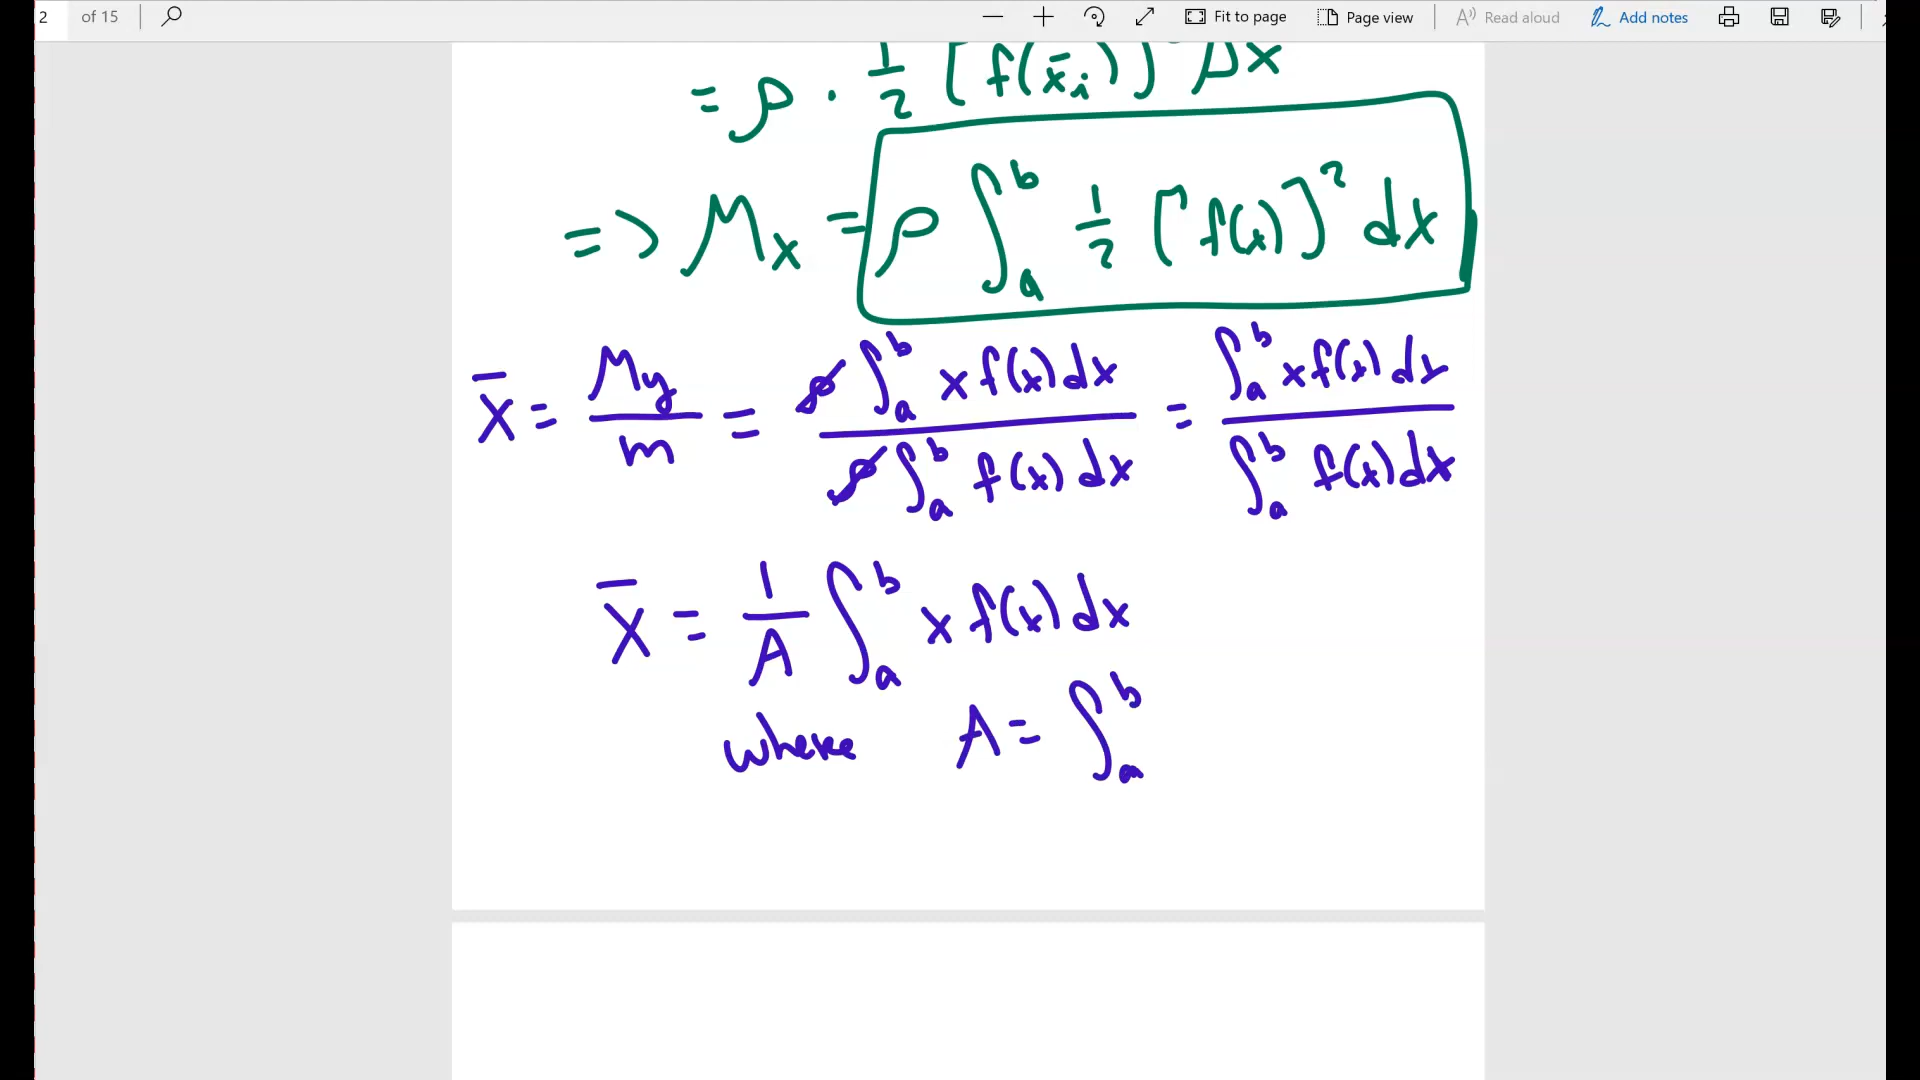 2 of 15 Fit to page Page view Read aloud Add notes
= ρ · 1/2 [f(x̄ᵢ)]² Δx
=> Mₓ = ρ ∫ₐᵇ 1/2 [f(x)]² dx
x̄ = My/m = ρ ∫ₐᵇ x f(x) dx / ρ ∫ₐᵇ f(x) dx = ∫ₐᵇ x f(x) dx / ∫ₐᵇ f(x) dx
x̄ = 1/A ∫ₐᵇ x f(x) dx
where A = ∫ₐᵇ